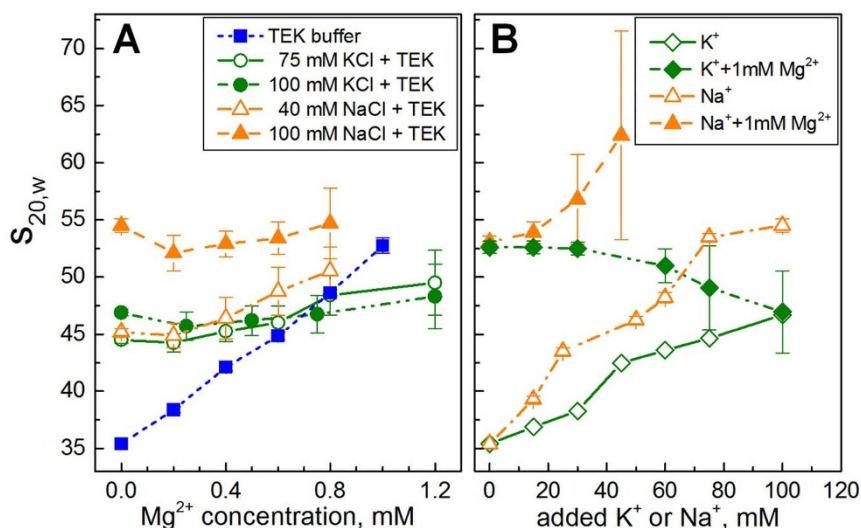 A
TEK buffer
75 mM KCl + TEK
100 mM KCl + TEK
40 mM NaCl + TEK
100 mM NaCl + TEK
B
K⁺
K⁺+1mM Mg²⁺
Na⁺
Na⁺+1mM Mg²⁺
S₂₀,w
70
65
60
55
50
45
40
35
0.0 0.4 0.8 1.2
Mg²⁺ concentration, mM
0 20 40 60 80 100 120
added K⁺ or Na⁺, mM